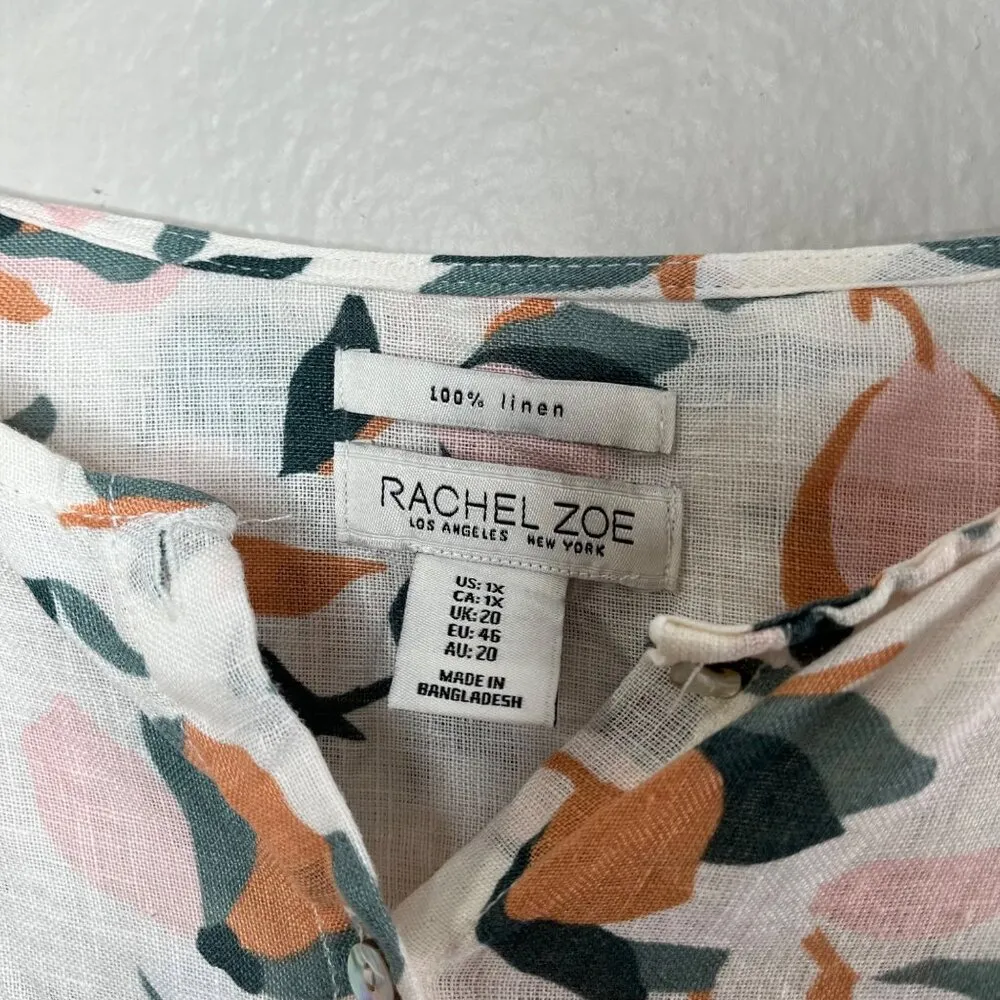 100% linen
RACHEL ZOE
LOS ANGELES NEW YORK
US: 1X
CA: 1X
UK: 20
EU: 46
AU: 20
MADE IN
BANGLADESH